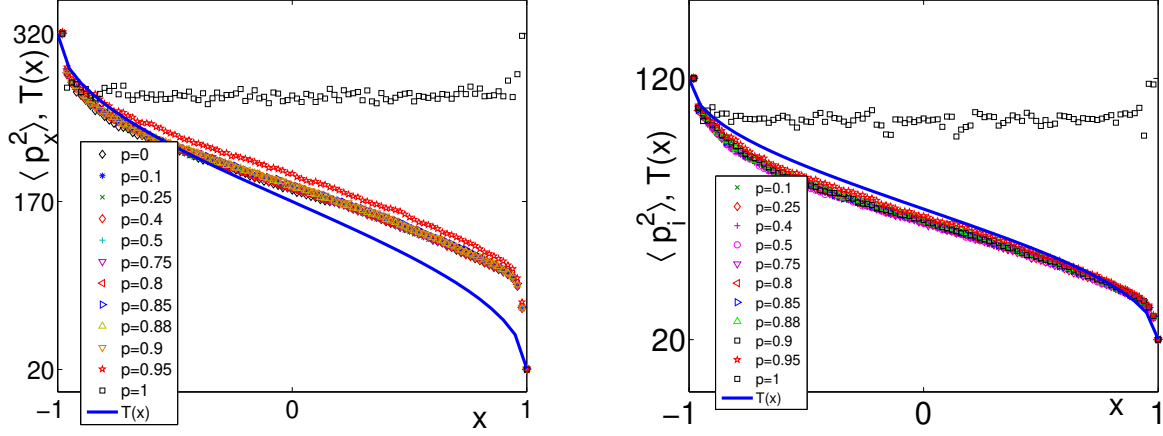 ⟨ p_x^2⟩, T(x)
320
170
20
p=0
p=0.1
p=0.25
p=0.4
p=0.5
p=0.75
p=0.8
p=0.85
p=0.88
p=0.9
p=0.95
p=1
T(x)
−1
0
x
1
⟨ p_i^2⟩, T(x)
120
20
p=0.1
p=0.25
p=0.4
p=0.5
p=0.75
p=0.8
p=0.85
p=0.88
p=0.9
p=0.95
p=1
T(x)
−1
0
x
1